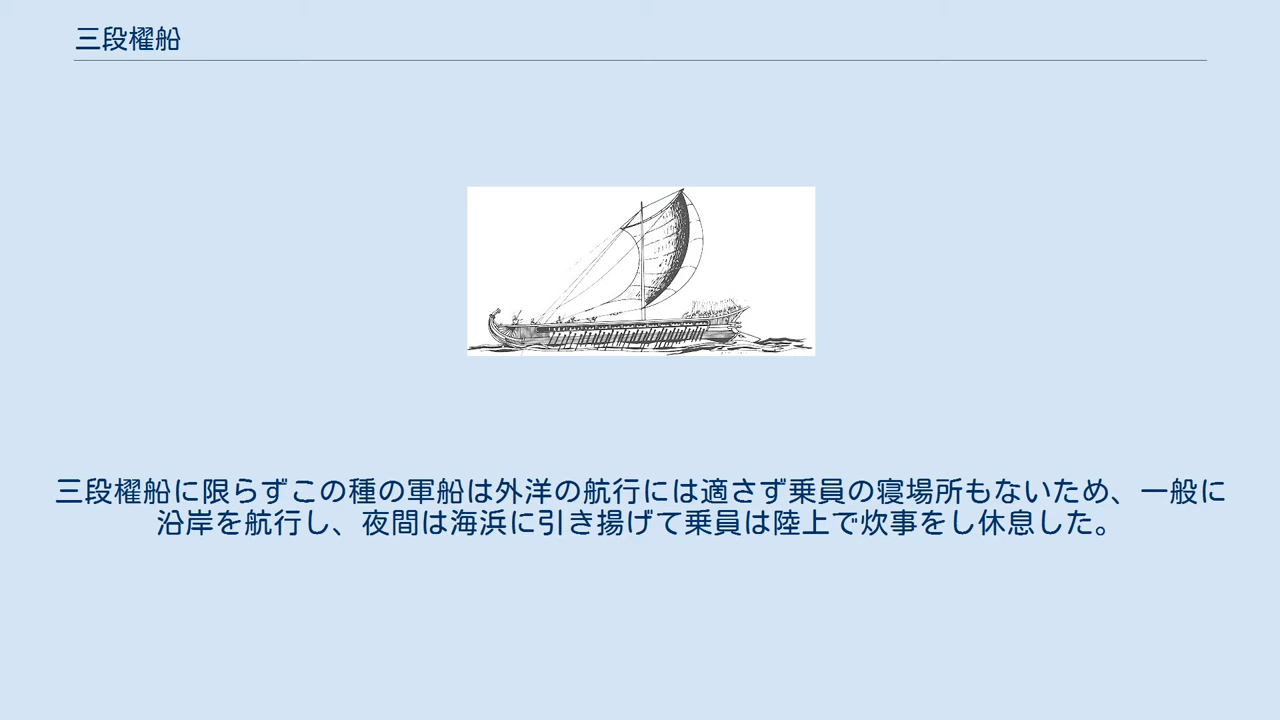 三段櫂船
三段櫂船に限らずこの種の軍船は外洋の航行には適さず乗員の寝場所もないため、一般に
沿岸を航行し、夜間は海浜に引き揚げて乗員は陸上で炊事をし休息した。